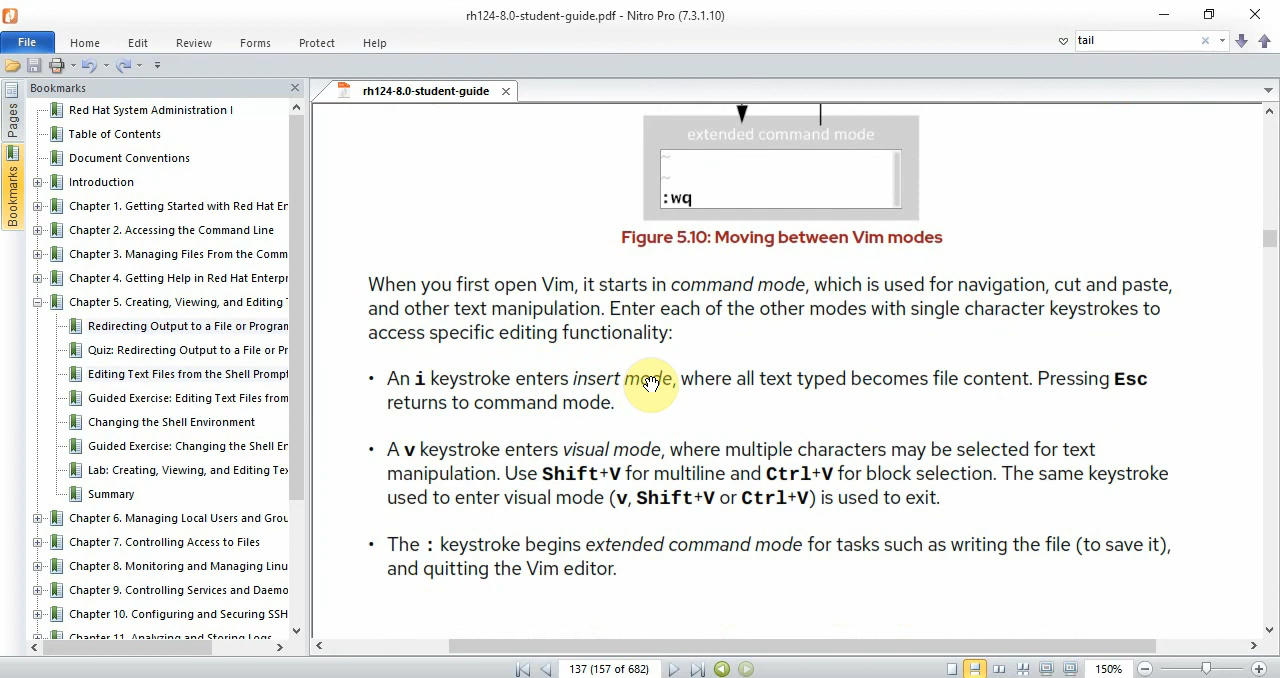 rh124-8.0-student-guide.pdf - Nitro Pro (7.3.1.10)
File Home Edit Review Forms Protect Help
tail
Bookmarks
rh124-8.0-student-guide
Pages
Bookmarks
Red Hat System Administration I
Table of Contents
Document Conventions
Introduction
Chapter 1. Getting Started with Red Hat Er
Chapter 2. Accessing the Command Line
Chapter 3. Managing Files From the Comm
Chapter 4. Getting Help in Red Hat Enterpr
Chapter 5. Creating, Viewing, and Editing
Redirecting Output to a File or Program
Quiz: Redirecting Output to a File or Pr
Editing Text Files from the Shell Prompt
Guided Exercise: Editing Text Files from
Changing the Shell Environment
Guided Exercise: Changing the Shell Er
Lab: Creating, Viewing, and Editing Te
Summary
Chapter 6. Managing Local Users and Grou
Chapter 7. Controlling Access to Files
Chapter 8. Monitoring and Managing Linu
Chapter 9. Controlling Services and Daemo
Chapter 10. Configuring and Securing SSH
Chapter 11. Analyzing and Storing Logs
extended command mode
~
~
:wq
Figure 5.10: Moving between Vim modes
When you first open Vim, it starts in command mode, which is used for navigation, cut and paste,
and other text manipulation. Enter each of the other modes with single character keystrokes to
access specific editing functionality:
• An i keystroke enters insert mode, where all text typed becomes file content. Pressing Esc
returns to command mode.
• A v keystroke enters visual mode, where multiple characters may be selected for text
manipulation. Use Shift+V for multiline and Ctrl+V for block selection. The same keystroke
used to enter visual mode (v, Shift+V or Ctrl+V) is used to exit.
• The : keystroke begins extended command mode for tasks such as writing the file (to save it),
and quitting the Vim editor.
137 (157 of 682)
150%